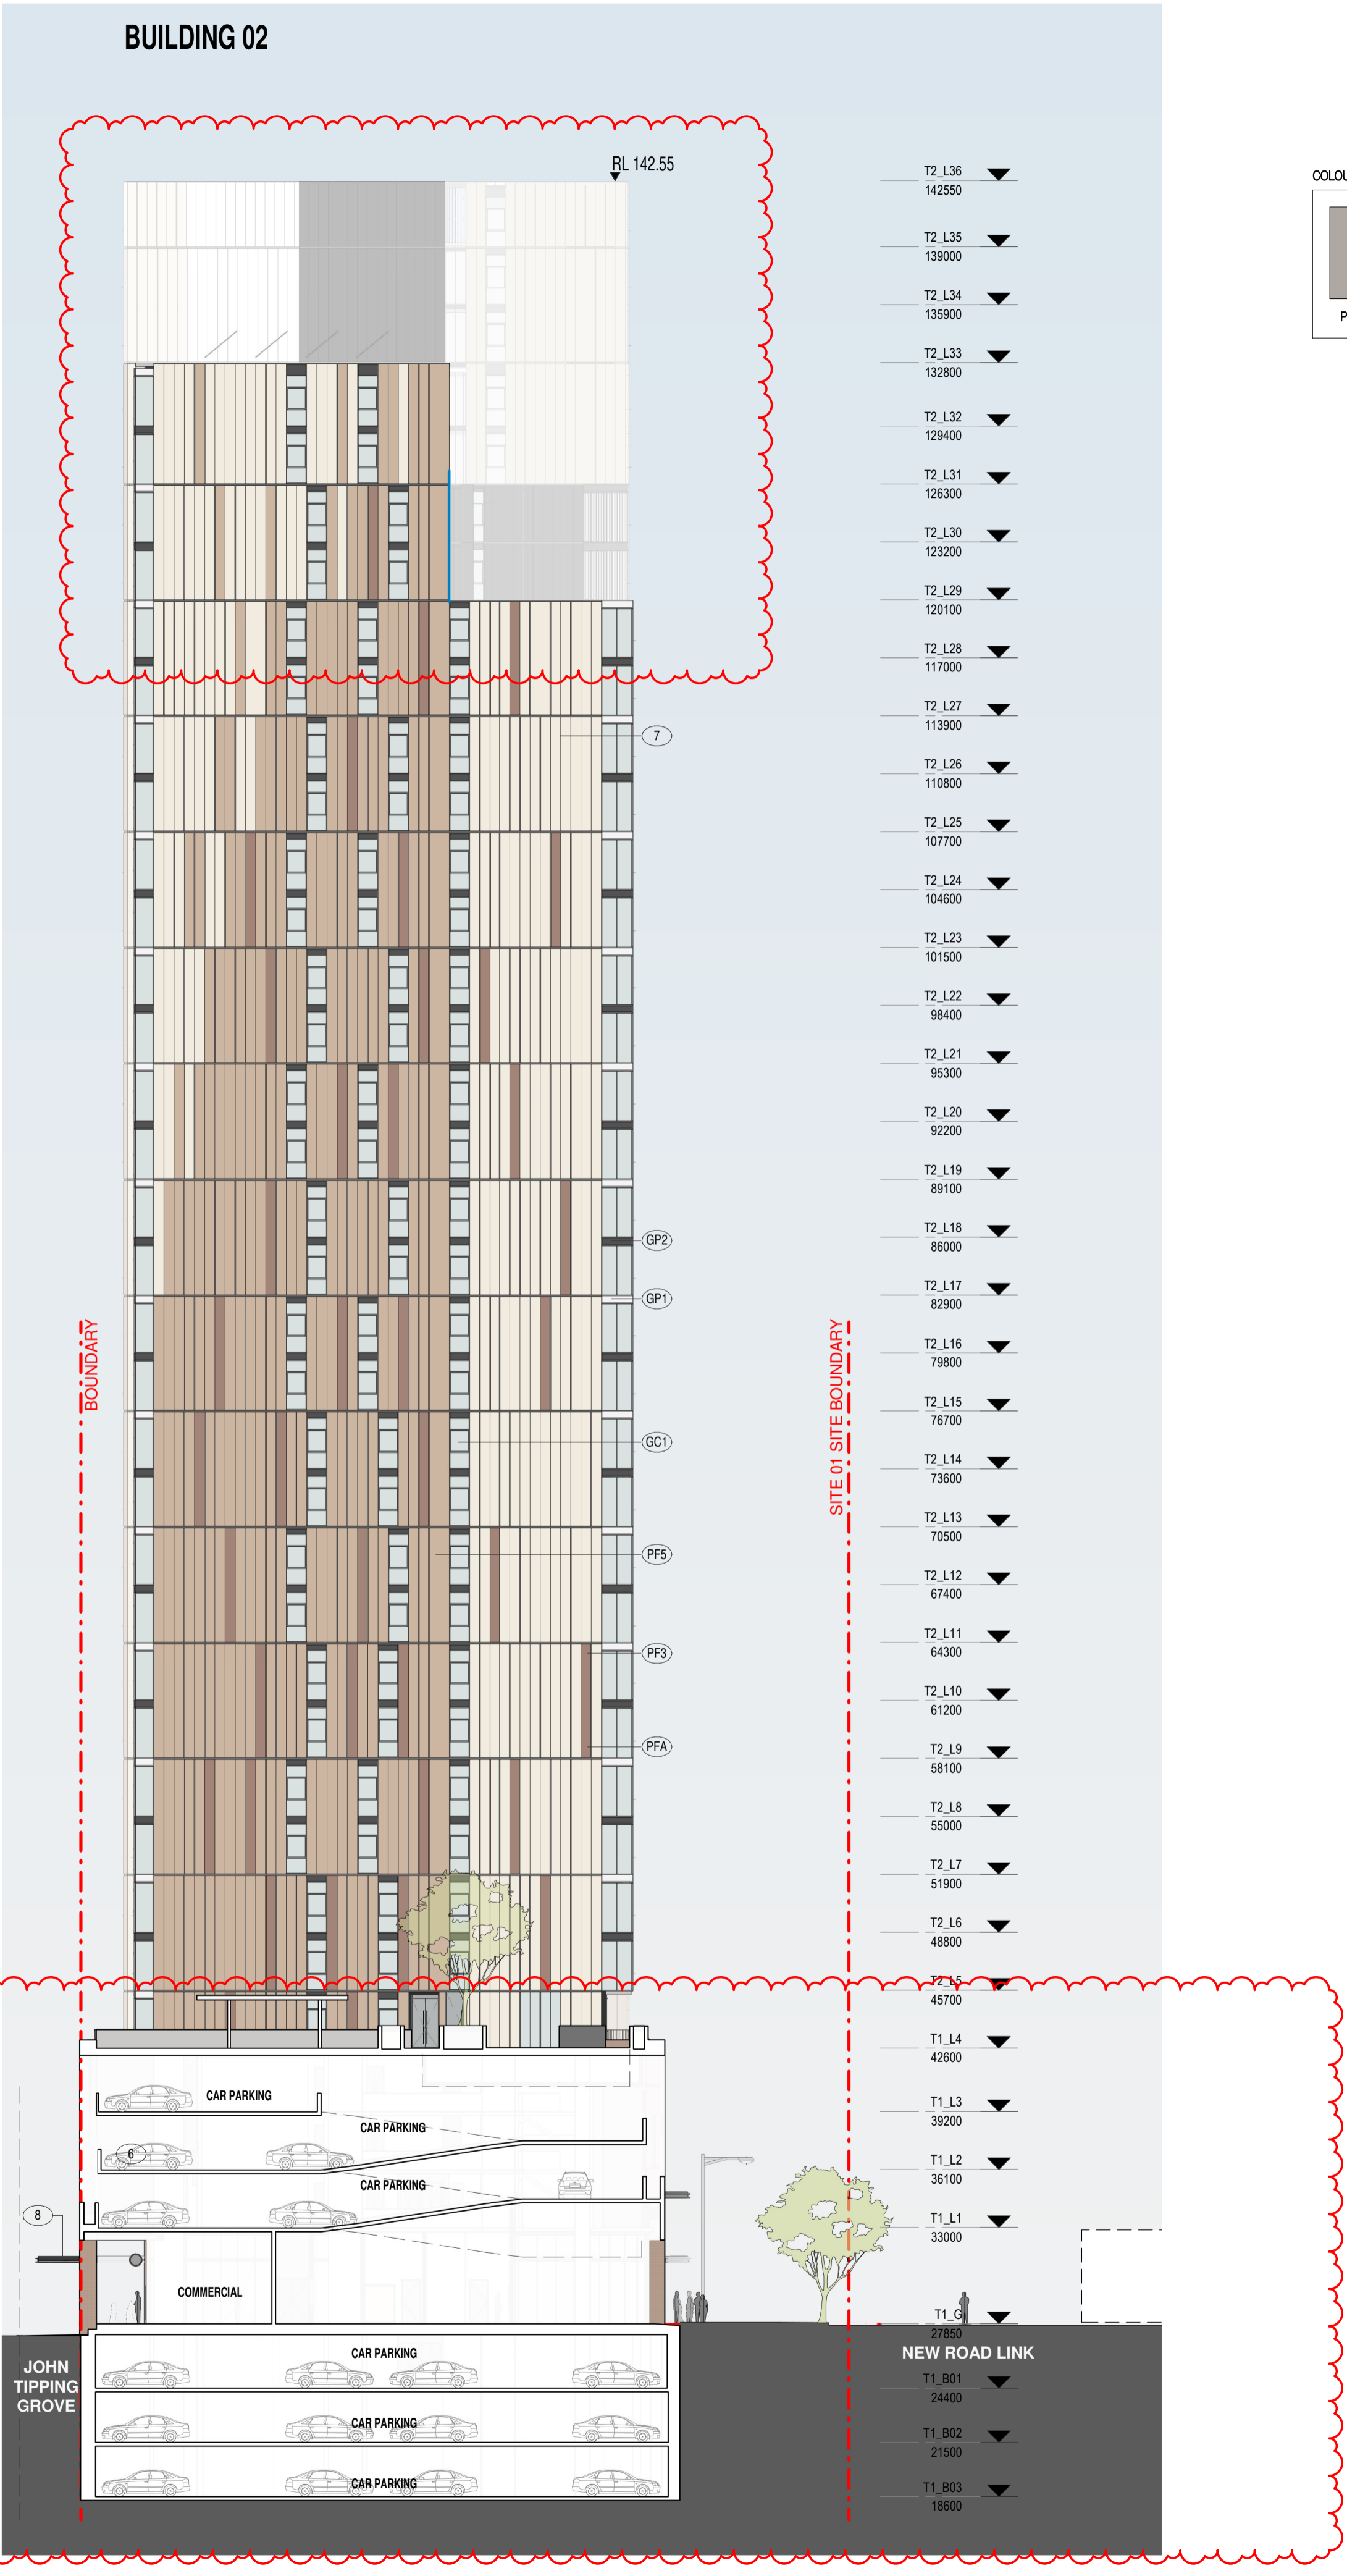 BUILDING 02
RL 142.55
T2_L36
142550
COLOU
P
T2_L35
139000
T2_L34
135900
T2_L33
132800
T2_L32
129400
T2_L31
126300
T2_L30
123200
T2_L29
120100
T2_L28
117000
T2_L27
113900
7
T2_L26
110800
T2_L25
107700
T2_L24
104600
T2_L23
101500
T2_L22
98400
T2_L21
95300
T2_L20
92200
T2_L19
89100
T2_L18
86000
GP2
T2_L17
82900
GP1
BOUNDARY
SITE 01 SITE BOUNDARY
T2_L16
79800
T2_L15
76700
GC1
T2_L14
73600
T2_L13
70500
PF5
T2_L12
67400
T2_L11
64300
PF3
T2_L10
61200
PFA
T2_L9
58100
T2_L8
55000
T2_L7
51900
T2_L6
48800
T2_L5
45700
T1_L4
42600
CAR PARKING
T1_L3
39200
CAR PARKING
6
T1_L2
36100
CAR PARKING
8
T1_L1
33000
COMMERCIAL
T1_G
27850
CAR PARKING
NEW ROAD LINK
JOHN
TIPPING
GROVE
T1_B01
24400
CAR PARKING
T1_B02
21500
CAR PARKING
T1_B03
18600